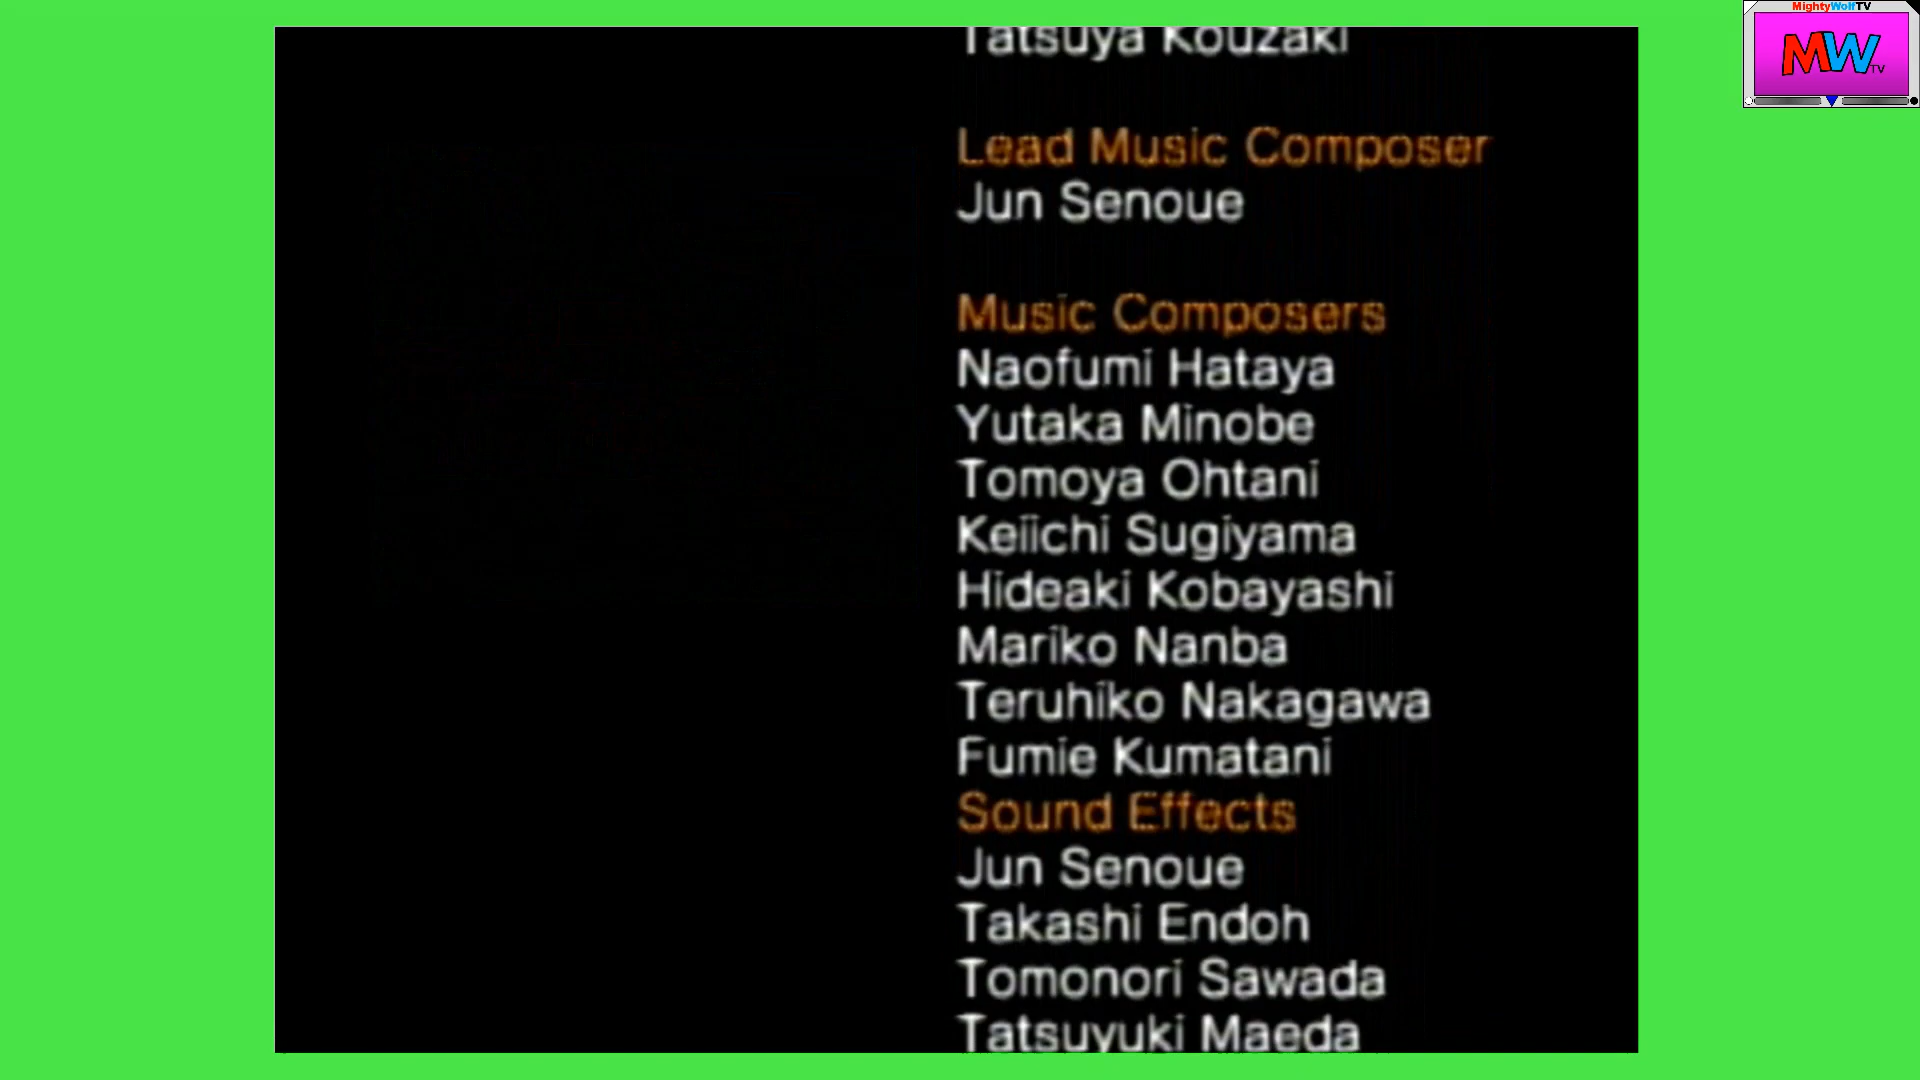 MightyWolfTV
MW
TV
Tatsuya Kouzaki
Lead Music Composer
Jun Senoue
Music Composers
Naofumi Hataya
Yutaka Minobe
Tomoya Ohtani
Keiichi Sugiyama
Hideaki Kobayashi
Mariko Nanba
Teruhiko Nakagawa
Fumie Kumatani
Sound Effects
Jun Senoue
Takashi Endoh
Tomonori Sawada
Tatsuyuki Maeda